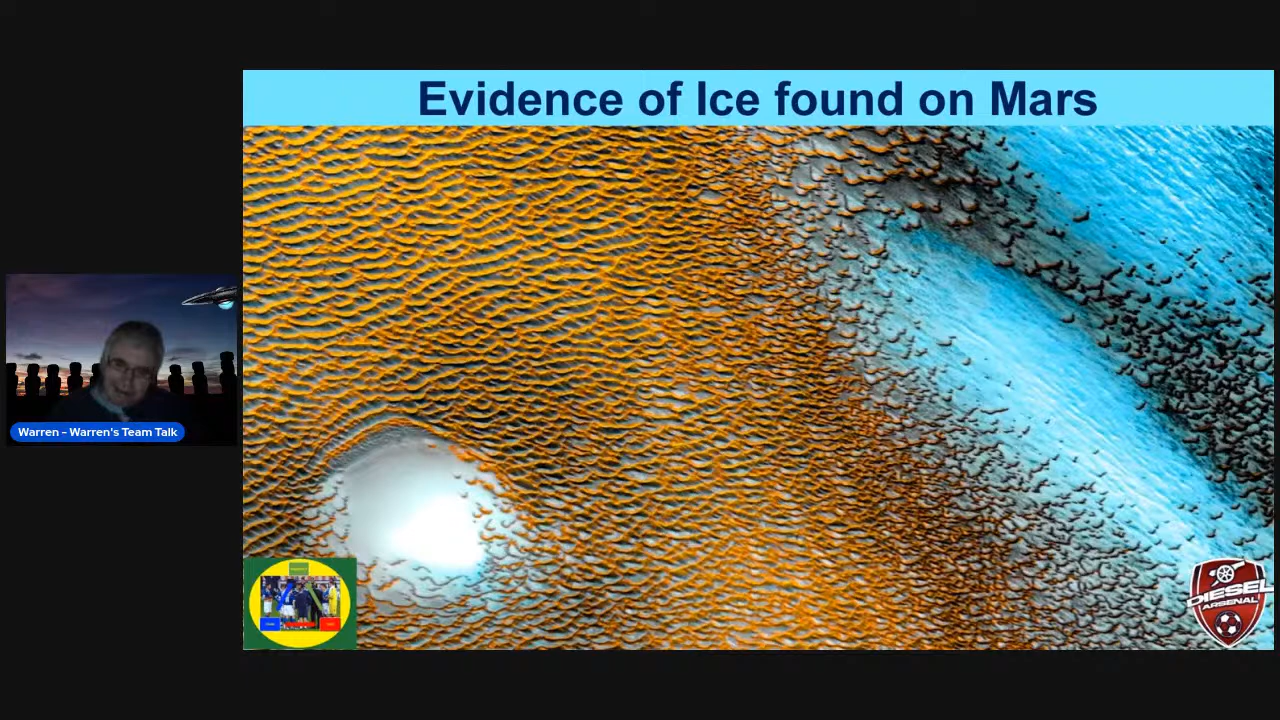 Evidence of Ice found on Mars
Warren – Warren's Team Talk
DIESEL
ARSENAL